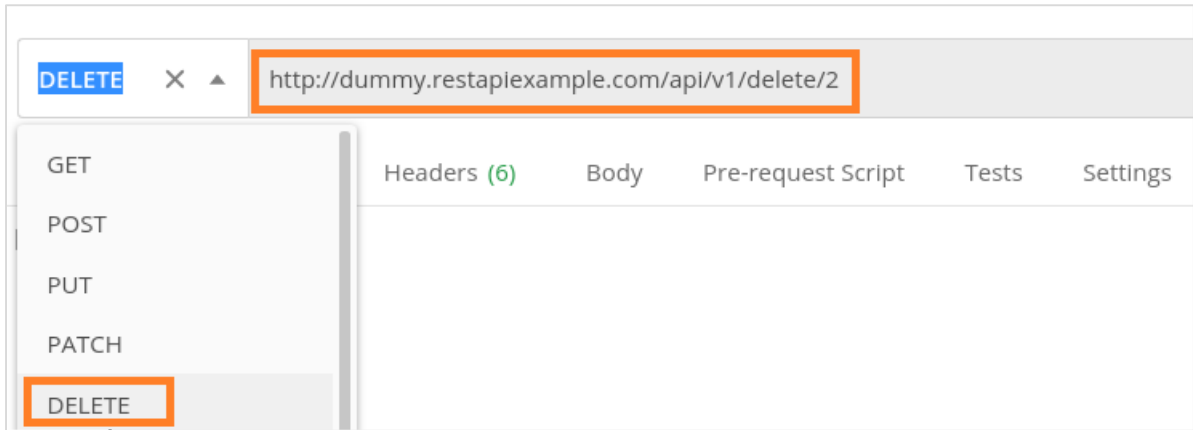 DELETE http://dummy.restapiexample.com/api/v1/delete/2
GET Headers (6) Body Pre-request Script Tests Settings
POST
PUT
PATCH
DELETE